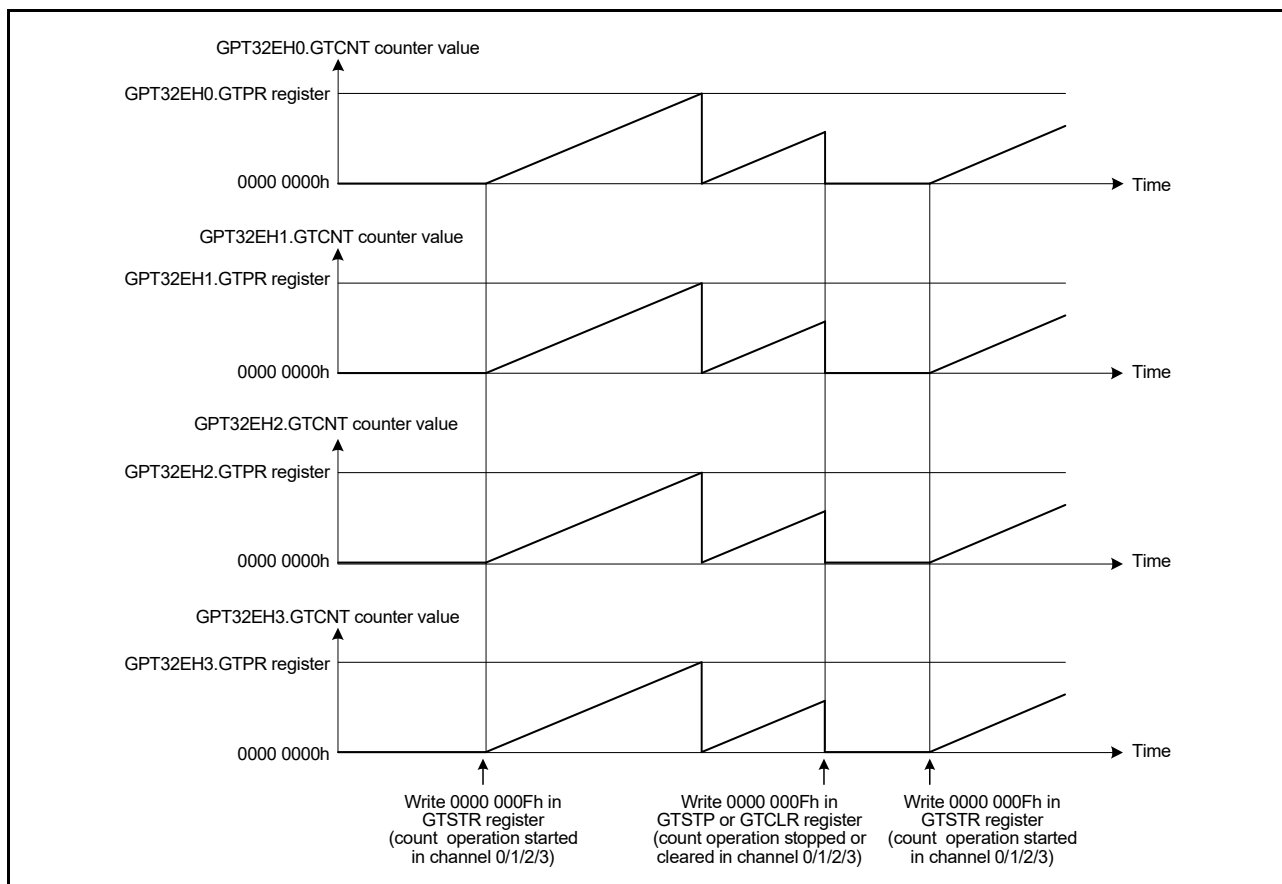 GPT32EH0.GTCNT counter value
GPT32EH0.GTPR register
0000 0000h
Time
GPT32EH1.GTCNT counter value
GPT32EH1.GTPR register
0000 0000h
Time
GPT32EH2.GTCNT counter value
GPT32EH2.GTPR register
0000 0000h
Time
GPT32EH3.GTCNT counter value
GPT32EH3.GTPR register
0000 0000h
Time
Write 0000 000Fh in
GTSTR register
(count operation started
in channel 0/1/2/3)
Write 0000 000Fh in
GTSTP or GTCLR register
(count operation stopped or
cleared in channel 0/1/2/3)
Write 0000 000Fh in
GTSTR register
(count operation started
in channel 0/1/2/3)